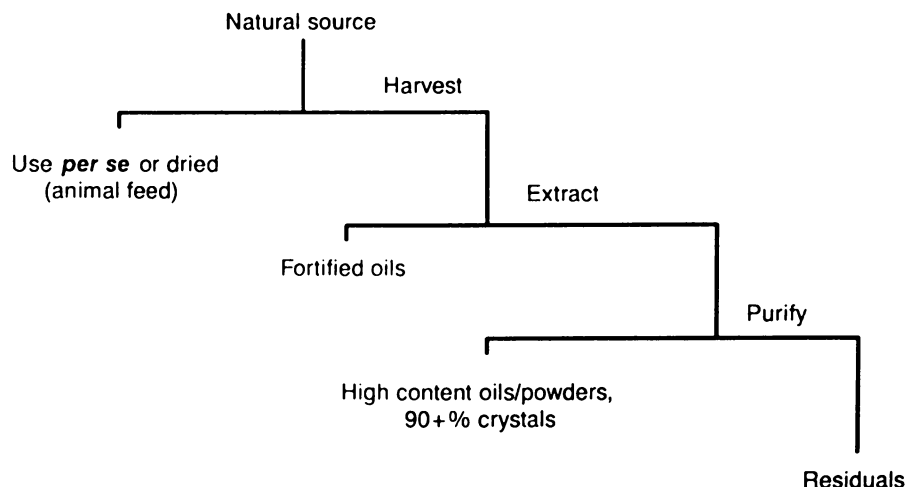 Natural source
Harvest
Use per se or dried
(animal feed)
Extract
Fortified oils
Purify
High content oils/powders,
90+% crystals
Residuals